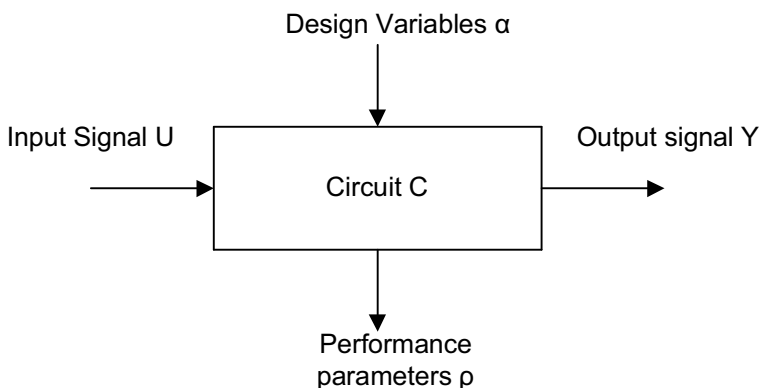 Design Variables α
Input Signal U
Output signal Y
Circuit C
Performance
parameters ρ